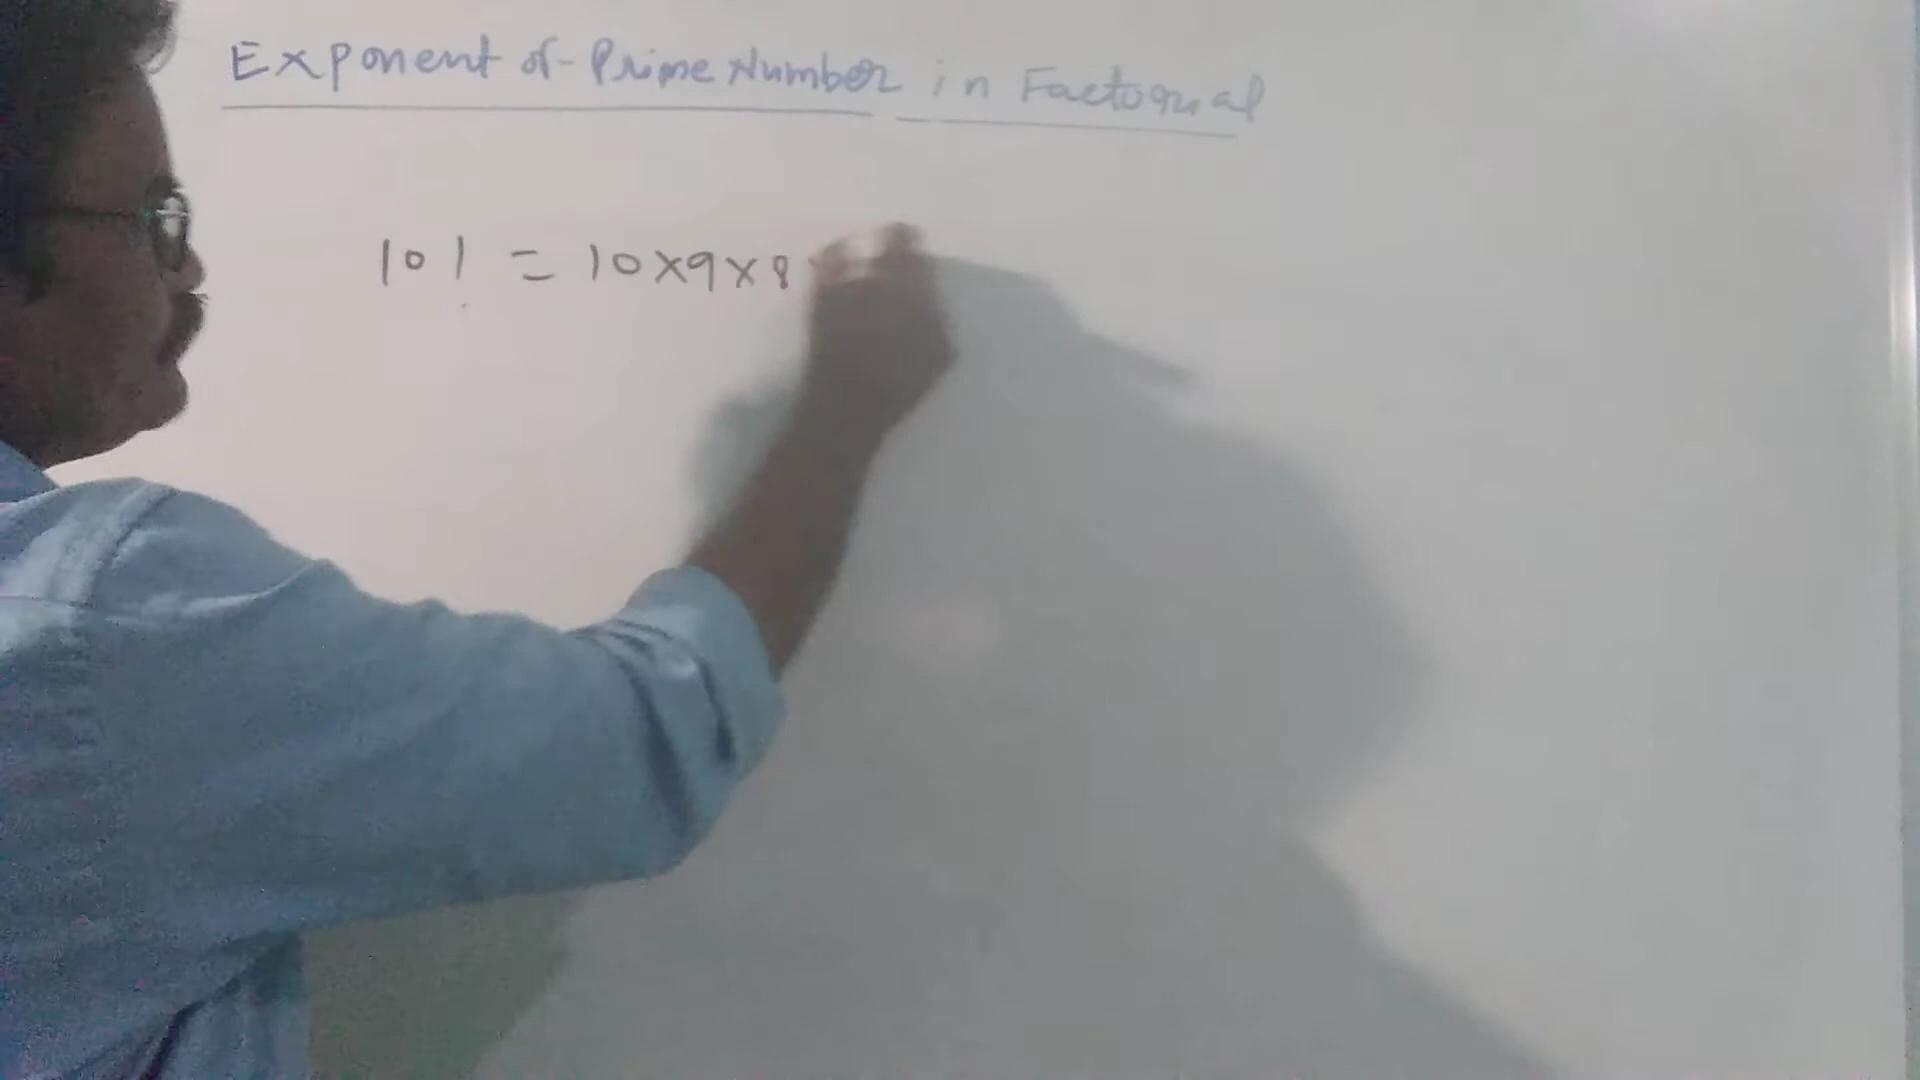 Exponent of Prime Number in Factorial
10! = 10×9×8